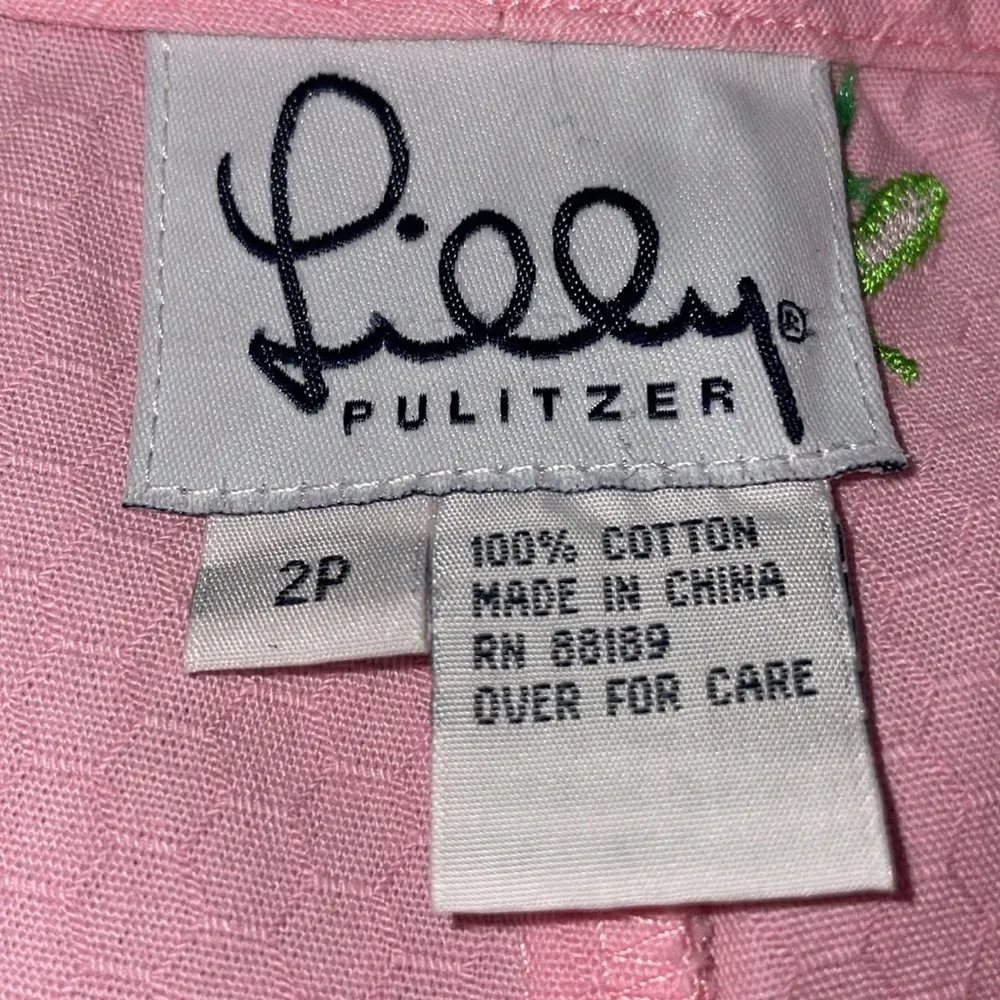 Lilly®
PULITZER
2P
100% COTTON
MADE IN CHINA
RN 88189
OVER FOR CARE